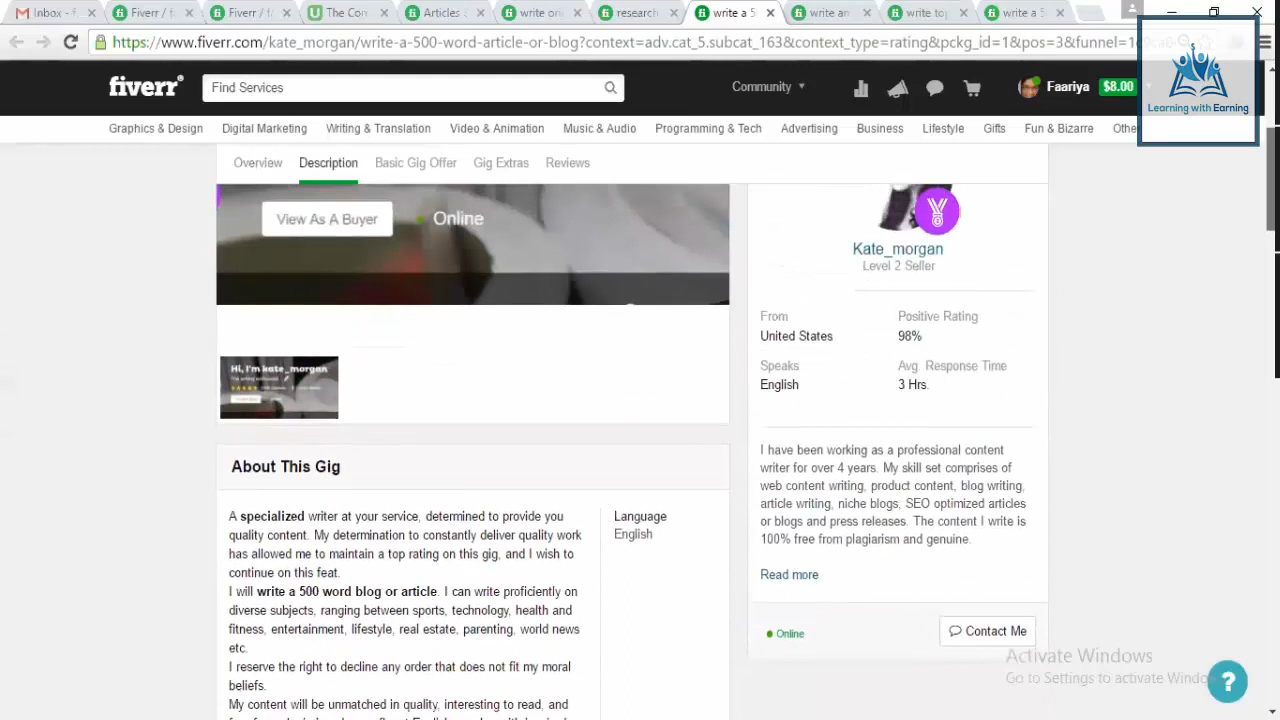 Inbox - f
Fiverr / f
Fiverr / f
The Con
Articles
write on
research
write a 5
write an
write top
write a 5
https://www.fiverr.com/kate_morgan/write-a-500-word-article-or-blog?context=adv.cat_5.subcat_163&context_type=rating&pckg_id=1&pos=3&funnel=
fiverr
Find Services
Community
Faariya
$8.00
Learning with Earning
Graphics & Design
Digital Marketing
Writing & Translation
Video & Animation
Music & Audio
Programming & Tech
Advertising
Business
Lifestyle
Gifts
Fun & Bizarre
Other
Overview
Description
Basic Gig Offer
Gig Extras
Reviews
View As A Buyer
Online
Kate_morgan
Level 2 Seller
From
Positive Rating
United States
98%
Speaks
Avg. Response Time
English
3 Hrs.
Hi, I'm kate_morgan
I have been working as a professional content
writer for over 4 years. My skill set comprises of
web content writing, product content, blog writing,
article writing, niche blogs, SEO optimized articles
or blogs and press releases. The content I write is
100% free from plagiarism and genuine.
Read more
Online
Contact Me
About This Gig
A specialized writer at your service, determined to provide you
quality content. My determination to constantly deliver quality work
has allowed me to maintain a top rating on this gig, and I wish to
continue on this feat.
I will write a 500 word blog or article. I can write proficiently on
diverse subjects, ranging between sports, technology, health and
fitness, entertainment, lifestyle, real estate, parenting, world news
etc.
I reserve the right to decline any order that does not fit my moral
beliefs.
My content will be unmatched in quality, interesting to read, and
Language
English
Activate Windows
Go to Settings to activate Windo
?